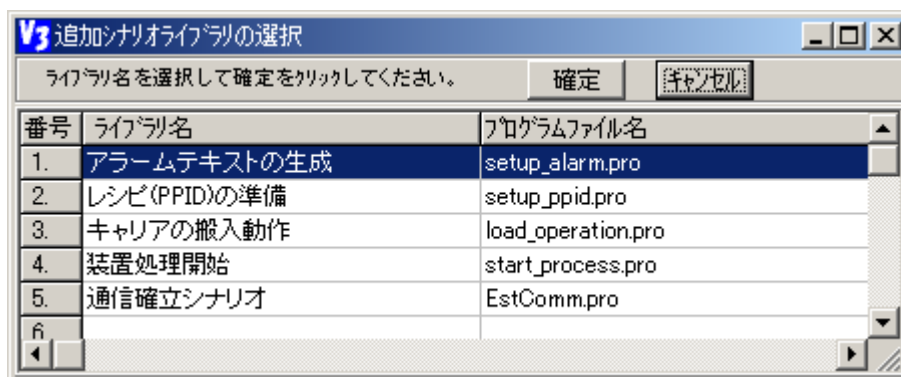 V3 追加シナリオライブラリの選択
ライブラリ名を選択して確定をクリックしてください。 確定 キャンセル
番号 ライブラリ名 プログラムファイル名
1. アラームテキストの生成 setup_alarm.pro
2. レシピ(PPID)の準備 setup_ppid.pro
3. キャリアの搬入動作 load_operation.pro
4. 装置処理開始 start_process.pro
5. 通信確立シナリオ EstComm.pro
6